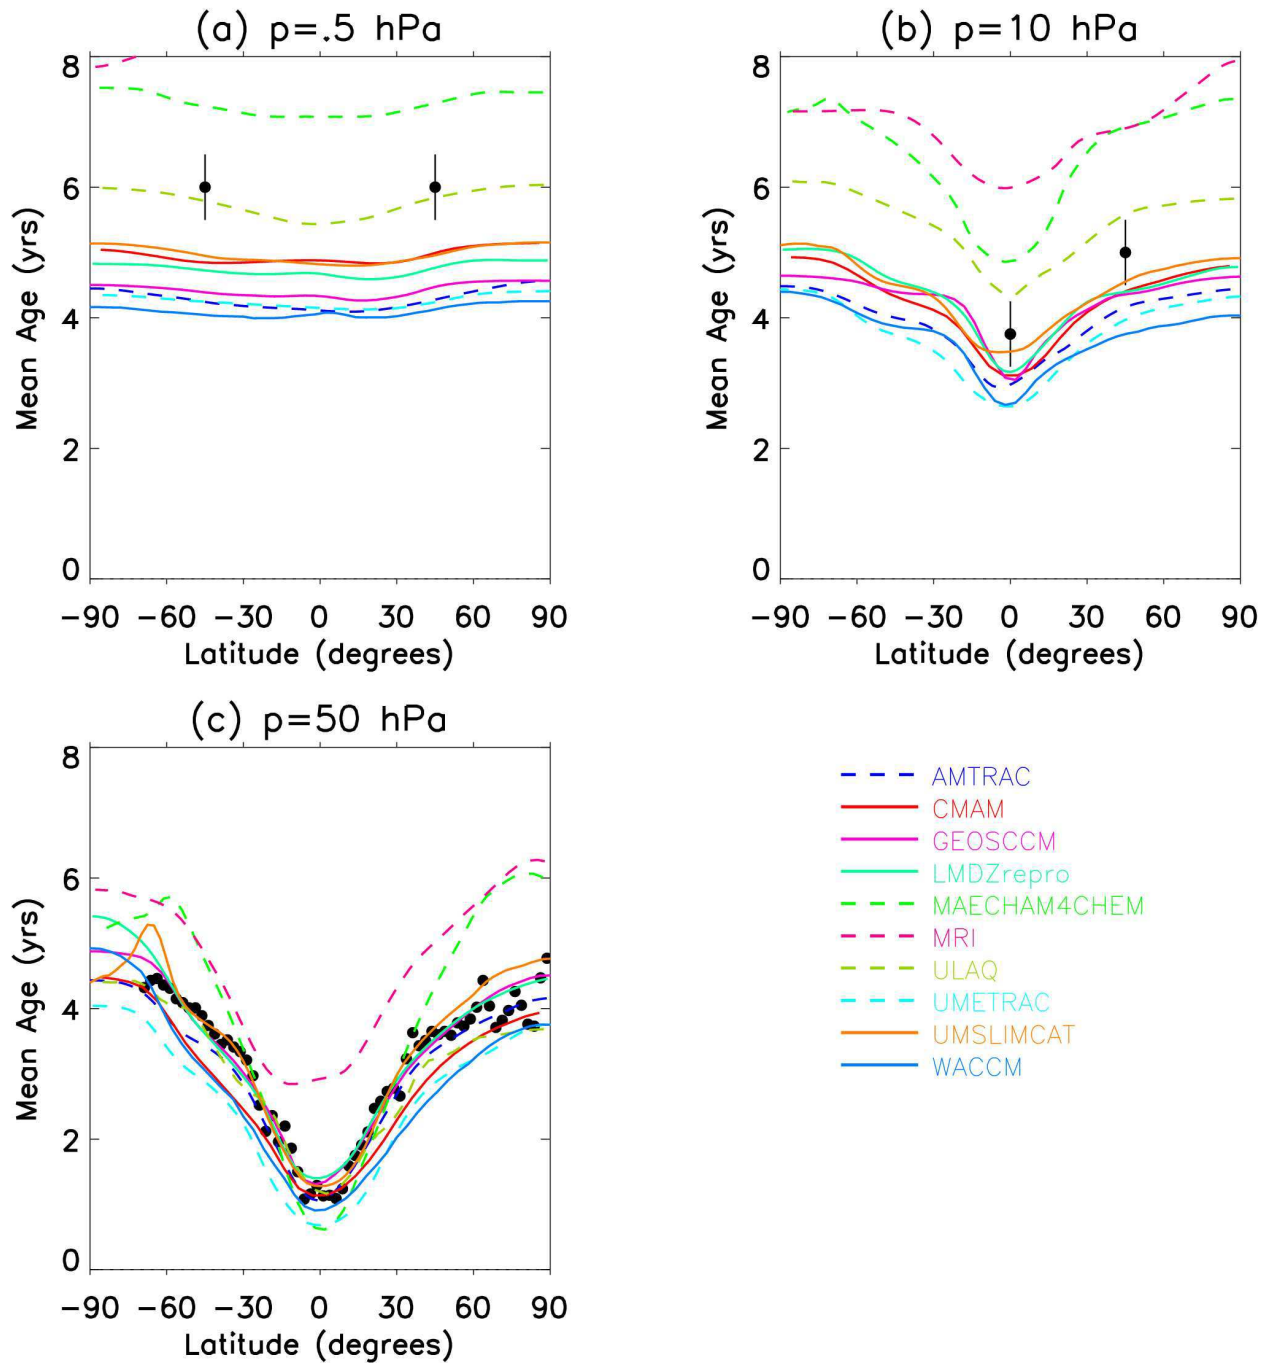 (a) p=.5 hPa
8
6
4
2
0
Mean Age (yrs)
−90 −60 −30 0 30 60 90
Latitude (degrees)
(b) p=10 hPa
8
6
4
2
0
Mean Age (yrs)
−90 −60 −30 0 30 60 90
Latitude (degrees)
(c) p=50 hPa
8
6
4
2
0
Mean Age (yrs)
−90 −60 −30 0 30 60 90
Latitude (degrees)
AMTRAC
CMAM
GEOSCCM
LMDZrepro
MAECHAM4CHEM
MRI
ULAQ
UMETRAC
UMSLIMCAT
WACCM